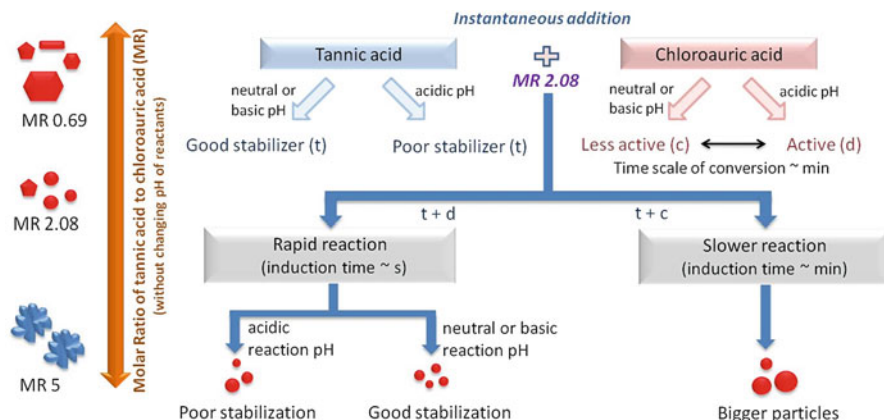 Instantaneous addition
Tannic acid
MR 2.08
Chloroauric acid
neutral or
basic pH
acidic pH
neutral or
basic pH
acidic pH
Good stabilizer (t)
Poor stabilizer (t)
Less active (c)
Active (d)
Time scale of conversion ~ min
MR 0.69
MR 2.08
MR 5
Molar Ratio of tannic acid to chloroauric acid (MR)
(without changing pH of reactants)
t + d
t + c
Rapid reaction
(induction time ~ s)
Slower reaction
(induction time ~ min)
acidic
reaction pH
neutral or basic
reaction pH
Poor stabilization
Good stabilization
Bigger particles